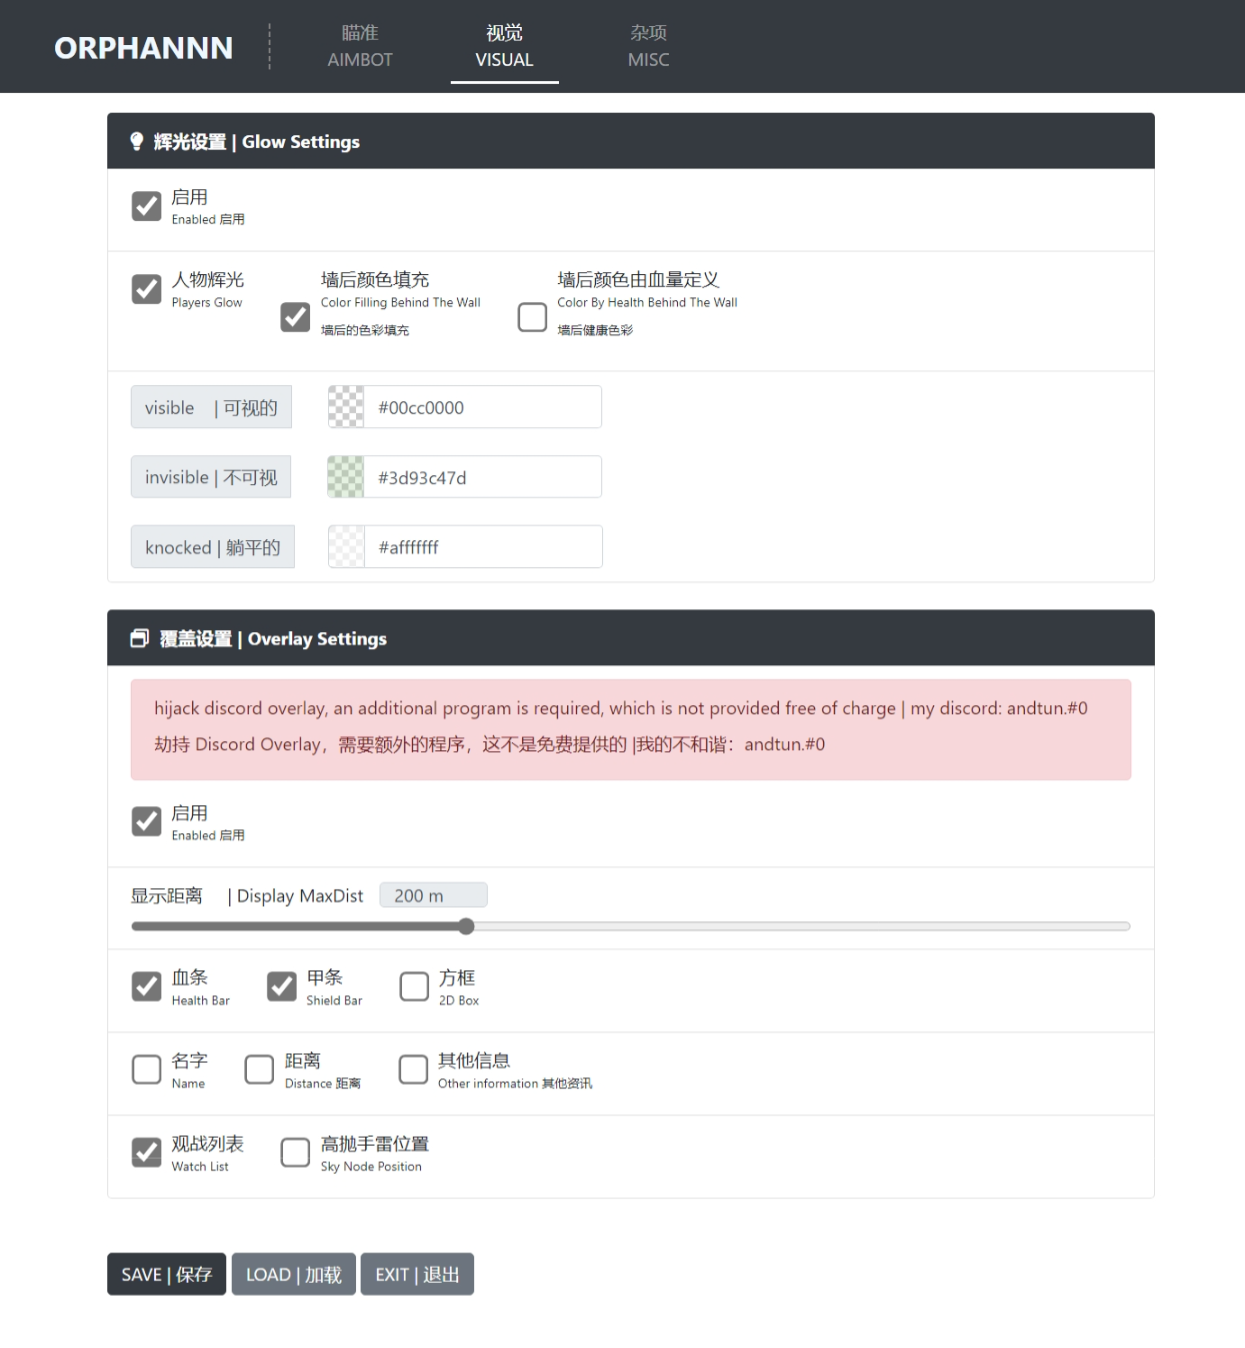 ORPHANNN
瞄准
AIMBOT
视觉
VISUAL
杂项
MISC
辉光设置 | Glow Settings
启用
Enabled 启用
人物辉光
Players Glow
墙后颜色填充
Color Filling Behind The Wall
墙后的色彩填充
墙后颜色由血量定义
Color By Health Behind The Wall
墙后健康色彩
visible | 可视的
#00cc0000
invisible | 不可视
#3d93c47d
knocked | 躺平的
#afffffff
覆盖设置 | Overlay Settings
hijack discord overlay, an additional program is required, which is not provided free of charge | my discord: andtun.#0
劫持 Discord Overlay，需要额外的程序，这不是免费提供的 |我的不和谐：andtun.#0
启用
Enabled 启用
显示距离 | Display MaxDist 200 m
血条
Health Bar
甲条
Shield Bar
方框
2D Box
名字
Name
距离
Distance 距离
其他信息
Other information 其他资讯
观战列表
Watch List
高抛手雷位置
Sky Node Position
SAVE | 保存
LOAD | 加载
EXIT | 退出